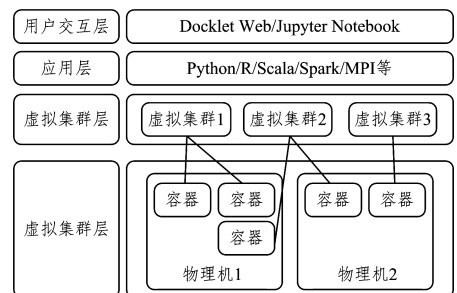 用户交互层
Docklet Web/Jupyter Notebook
应用层
Python/R/Scala/Spark/MPI等
虚拟集群层
虚拟集群1
虚拟集群2
虚拟集群3
虚拟集群层
容器
容器
容器
物理机1
容器
容器
物理机2